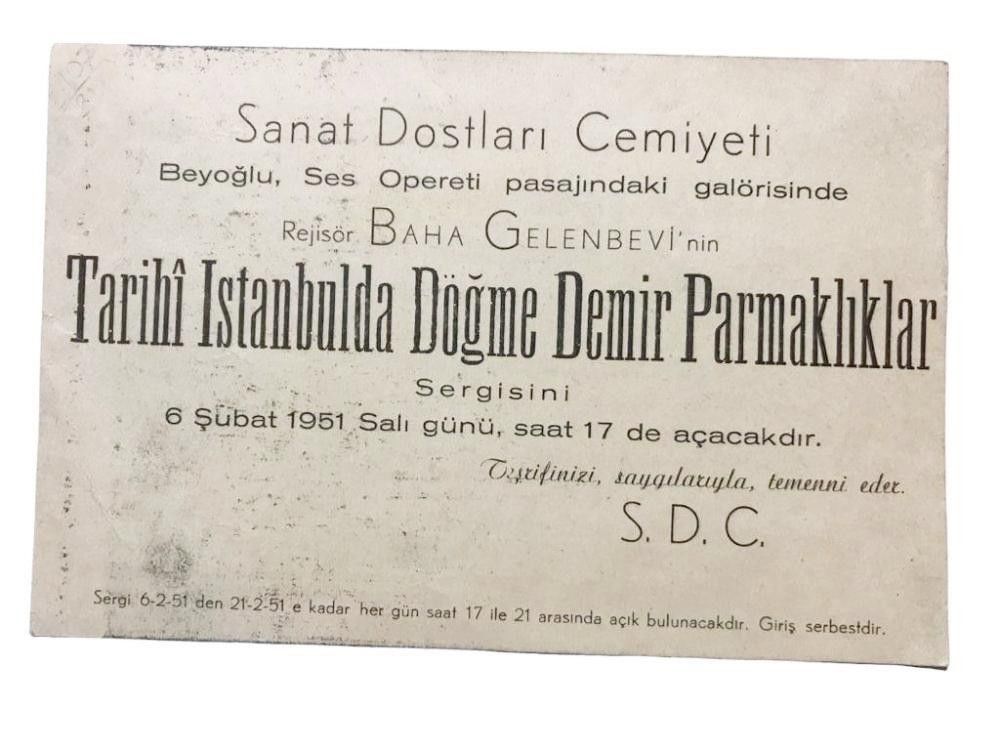 Sanat Dostları Cemiyeti
Beyoğlu, Ses Opereti pasajındaki galörisinde
Rejisör BAHA GELENBEVİ'nin
Tarihî Istanbulda Döğme Demir Parmaklıklar
Sergisini
6 Şubat 1951 Salı günü, saat 17 de açacakdır.
Teşrifinizi, saygılarıyla, temenni eder.
S. D. C.
Sergi 6-2-51 den 21-2-51 e kadar her gün saat 17 ile 21 arasında açık bulunacakdır. Giriş serbestdir.